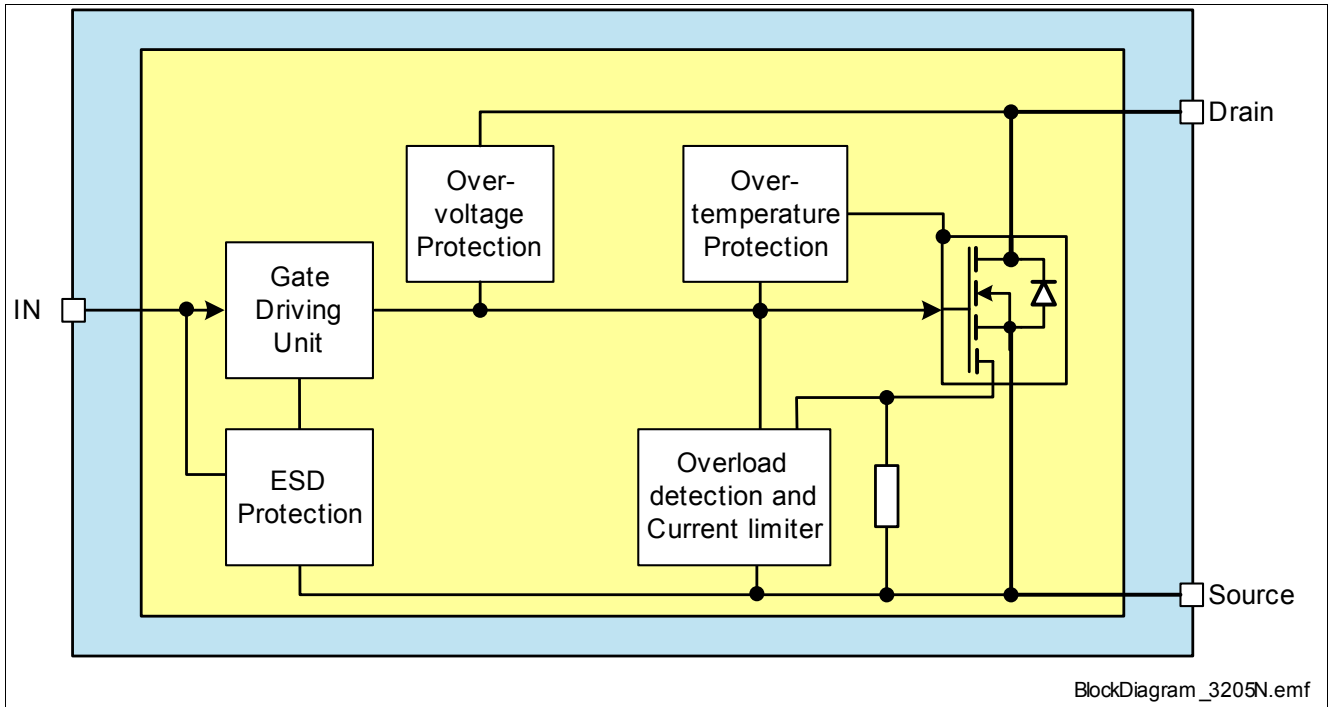 Drain
Over-
voltage
Protection
Over-
temperature
Protection
IN
Gate
Driving
Unit
ESD
Protection
Overload
detection and
Current limiter
Source
BlockDiagram_3205N.emf